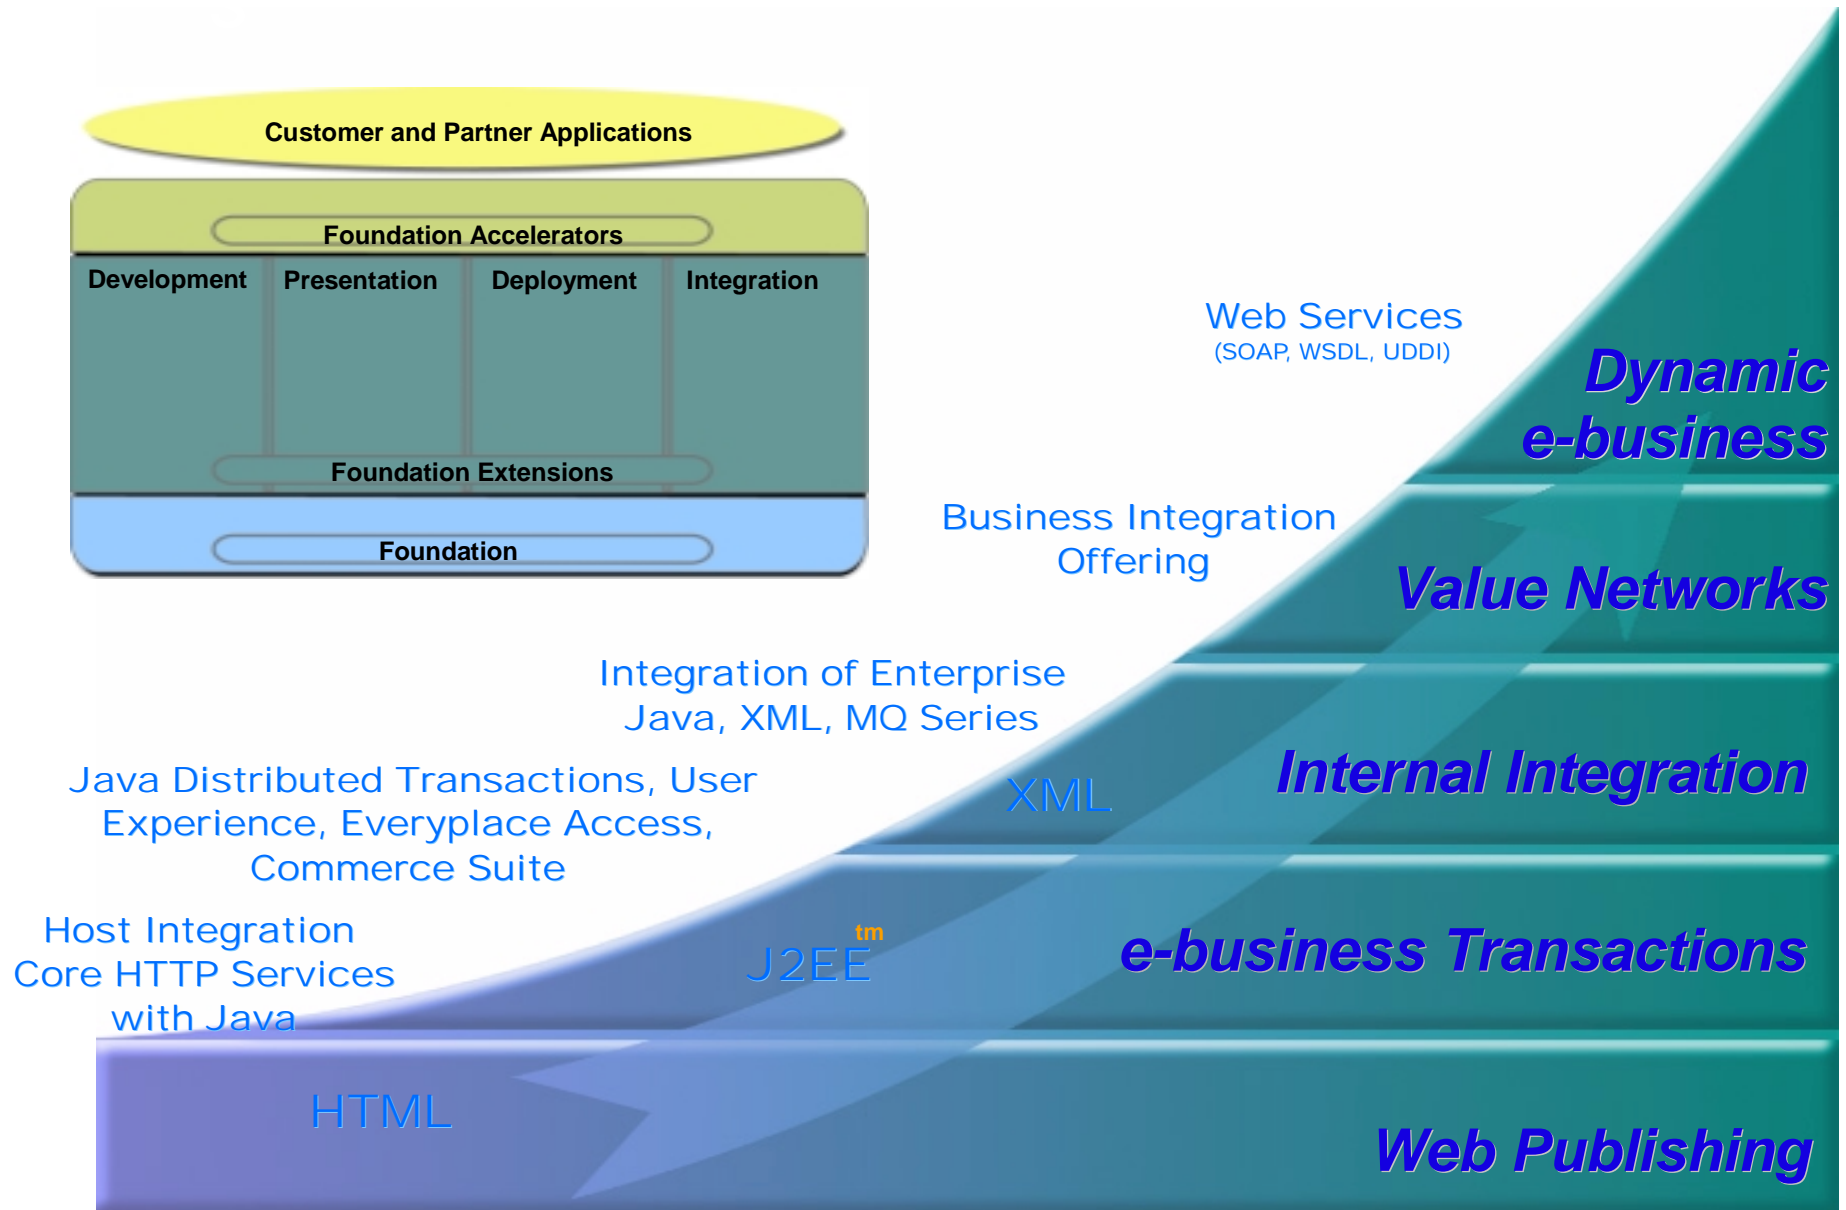 Customer and Partner Applications
Foundation Accelerators
Development Presentation Deployment Integration
Foundation Extensions
Foundation
Web Services
(SOAP, WSDL, UDDI)
Dynamic
e-business
Business Integration
Offering
Value Networks
Integration of Enterprise
Java, XML, MQ Series
Internal Integration
XML
Java Distributed Transactions, User
Experience, Everyplace Access,
Commerce Suite
e-business Transactions
J2EE tm
Host Integration
Core HTTP Services
with Java
HTML
Web Publishing